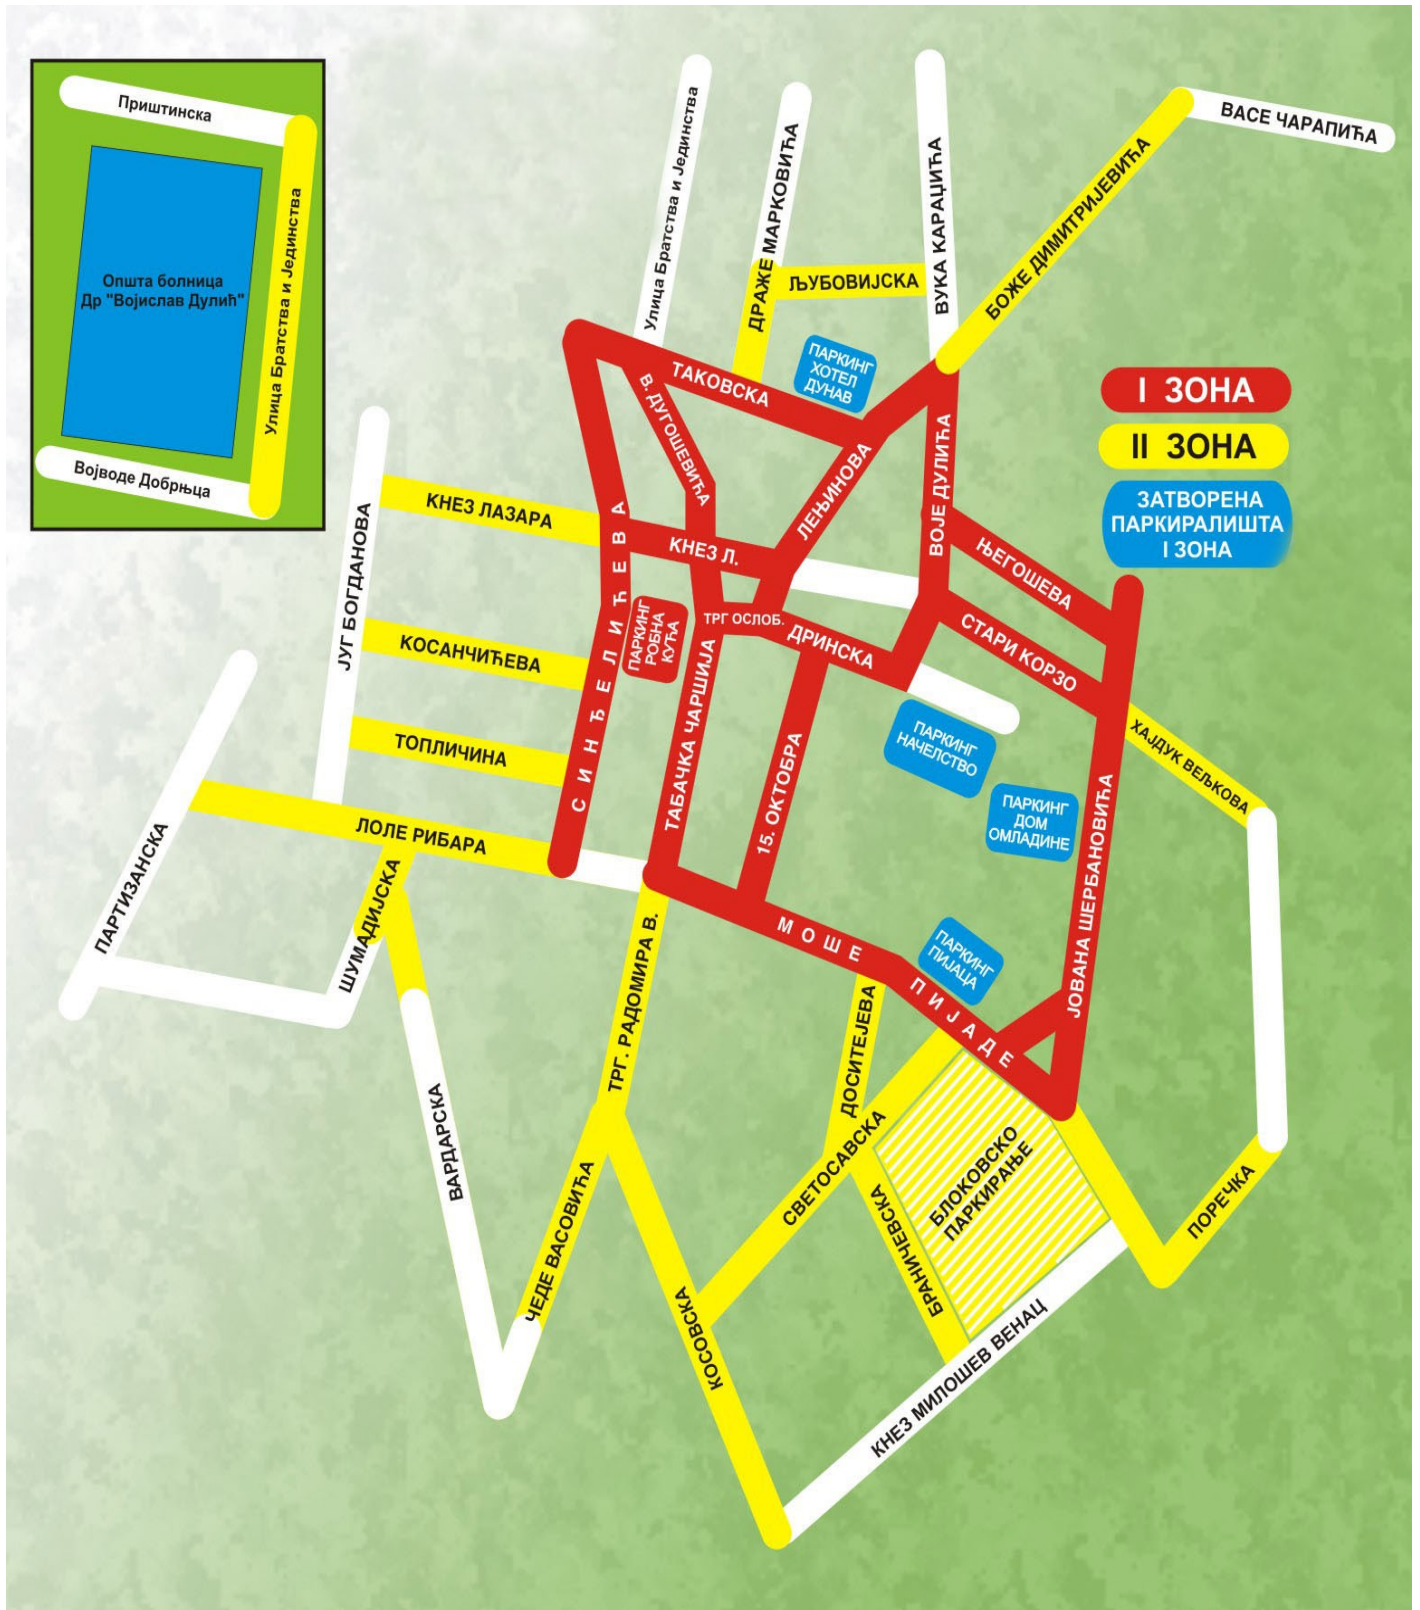 Приштинска
Улица Братства и Јединства
Општа болница
Др "Војислав Дулић"
Војводе Добрњца
Улица Братства и Јединства
ДРАЖЕ МАРКОВИЋА
ВУКА КАРАЏИЋА
ВАСЕ ЧАРАПИЋА
БОЖЕ ДИМИТРИЈЕВИЋА
ЉУБОВИЈСКА
ПАРКИНГ
ХОТЕЛ
ДУНАВ
ТАКОВСКА
В. ДУГОШЕВИЋА
I ЗОНА
II ЗОНА
ЗАТВОРЕНА
ПАРКИРАЛИШТА
I ЗОНА
ЛЕЊИНОВА
ВОЈЕ ДУЛИЋА
ЈУГ БОГДАНОВА
КНЕЗ ЛАЗАРА
КНЕЗ Л.
ЊЕГОШЕВА
СИНЂЕЛИЋЕВА
ПАРКИНГ
РОБНА
КУЋА
ТРГ ОСЛОБ.
ДРИНСКА
СТАРИ КОРЗО
КОСАНЧИЋЕВА
ТАБАЧКА ЧАРШИЈА
15. ОКТОБРА
ПАРКИНГ
НАЧЕЛСТВО
ХАЈДУК ВЕЉКОВА
ТОПЛИЧИНА
ПАРКИНГ
ДОМ
ОМЛАДИНЕ
ЈОВАНА ШЕРБАНОВИЋА
ЛОЛЕ РИБАРА
ПАРТИЗАНСКА
ШУМАДИЈСКА
МОШЕ ПИЈАДЕ
ПАРКИНГ
ПИЈАЦА
ТРГ. РАДОМИРА В.
ДОСИТЕЈЕВА
ВАРДАРСКА
СВЕТОСАВСКА
БЛОКОВСКО
ПАРКИРАЊЕ
ПОРЕЧКА
ЧЕДЕ ВАСОВИЋА
БРАНИЧЕВСКА
КОСОВСКА
КНЕЗ МИЛОШЕВ ВЕНАЦ